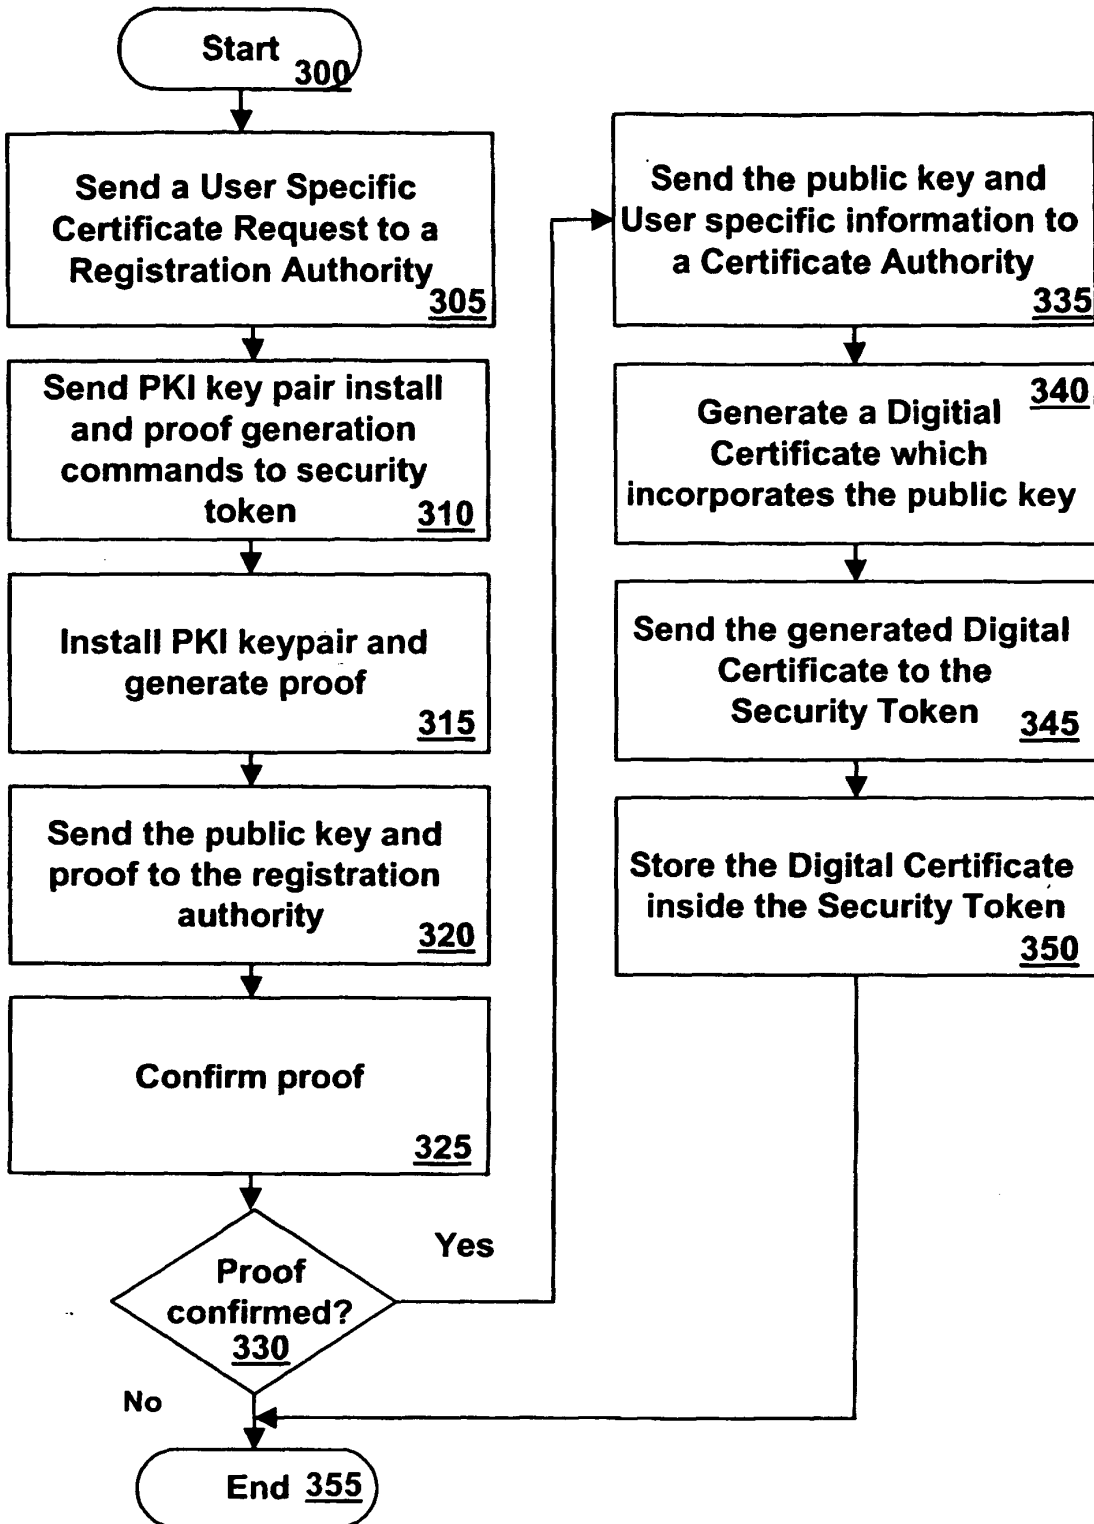 Start 300
Send a User Specific
Certificate Request to a
Registration Authority
305
Send PKI key pair install
and proof generation
commands to security
token 310
Install PKI keypair and
generate proof
315
Send the public key and
proof to the registration
authority
320
Confirm proof
325
Proof
confirmed?
330
Yes
No
Send the public key and
User specific information to
a Certificate Authority
335
340
Generate a Digitial
Certificate which
incorporates the public key
Send the generated Digital
Certificate to the
Security Token 345
Store the Digital Certificate
inside the Security Token
350
End 355